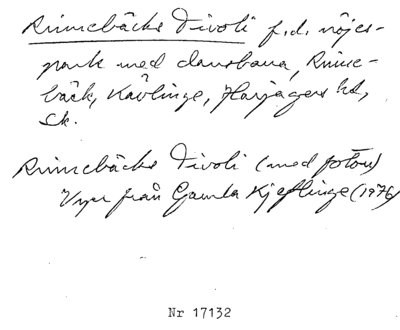 Rinnebäcks Tivoli f.d. nöjes-
park med dansbana, Rinne-
bäck, Kävlinge, Harjagers hd,
Sk.
Rinnebäcks Tivoli (med foton)
Vyer från Gamla Kjeflinge (1976)
Nr 17132